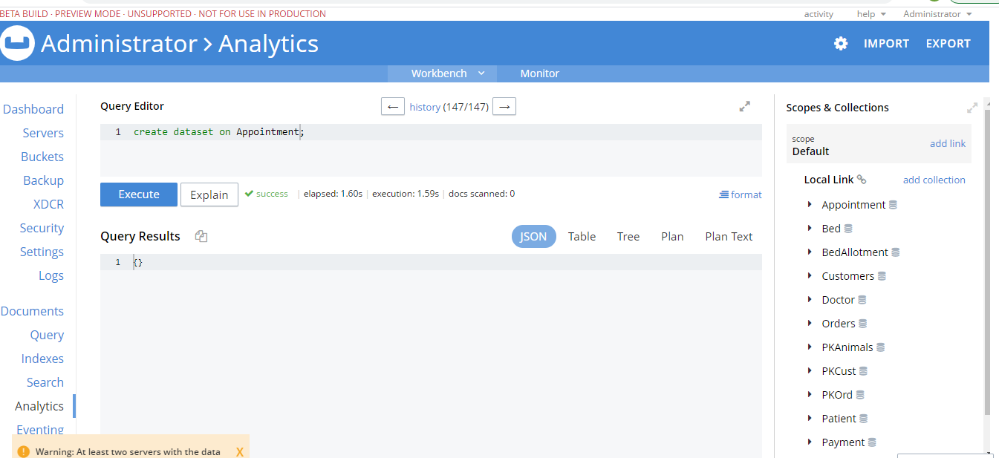 BETA BUILD · PREVIEW MODE · UNSUPPORTED · NOT FOR USE IN PRODUCTION
activity help Administrator
Administrator > Analytics
IMPORT EXPORT
Workbench Monitor
Dashboard
Servers
Buckets
Backup
XDCR
Security
Settings
Logs
Documents
Query
Indexes
Search
Analytics
Eventing
Query Editor
← history (147/147) →
1 create dataset on Appointment;
Execute Explain success | elapsed: 1.60s | execution: 1.59s | docs scanned: 0 format
Query Results JSON Table Tree Plan Plan Text
1 {}
Scopes & Collections
scope
Default add link
Local Link add collection
Appointment
Bed
BedAllotment
Customers
Doctor
Orders
PKAnimals
PKCust
PKOrd
Patient
Payment
! Warning: At least two servers with the data X